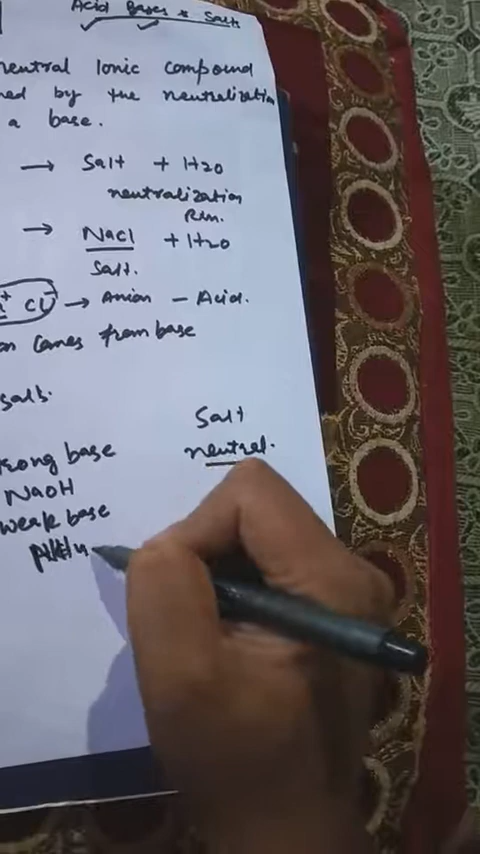 Acid Bases & Salts
neutral Ionic compound
ned by the neutralization
a base.
→ Salt + H2O
neutralization
Rxn.
→ NaCl + H2O
Salt.
+ Cl- → Anion - Acid.
on comes from base
salts.
Salt
rong base neutral.
NaOH
weak base